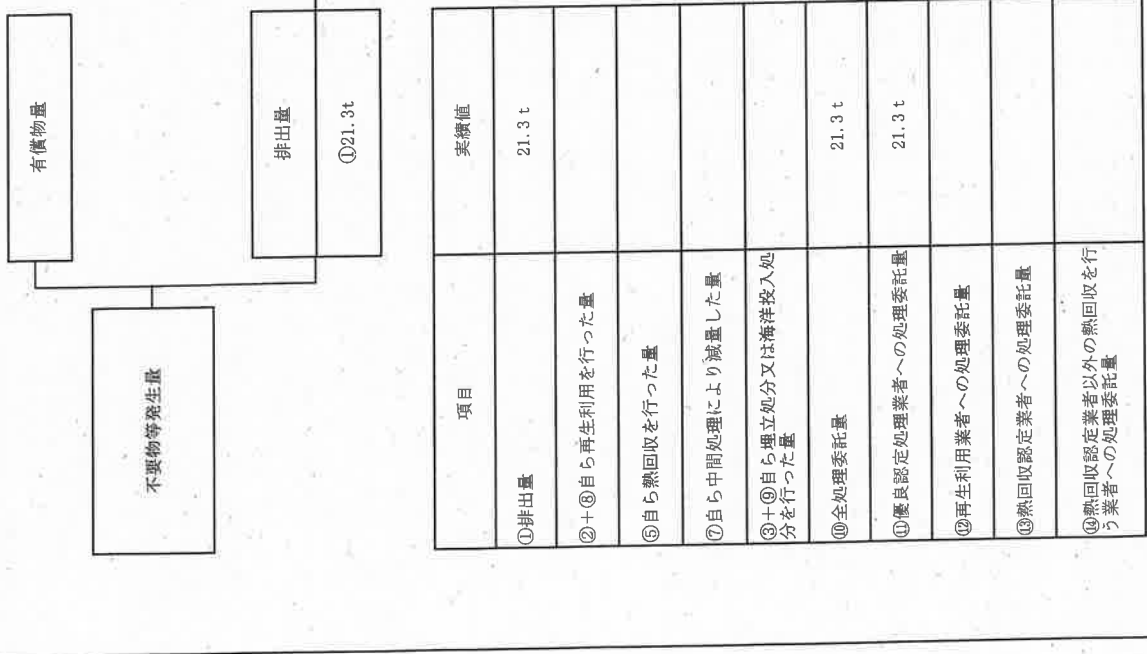 不要物等発生量
有償物量
排出量
①21.3t
項目
実績値
①排出量
21.3 t
②+⑧自ら再生利用を行った量
⑤自ら熱回収を行った量
⑦自ら中間処理により減量した量
③+⑨自ら埋立処分又は海洋投入処
分を行った量
⑩全処理委託量
21.3 t
⑪優良認定処理業者への処理委託量
21.3 t
⑫再生利用業者への処理委託量
⑬熱回収認定業者への処理委託量
⑭熱回収認定業者以外の熱回収を行
う業者への処理委託量